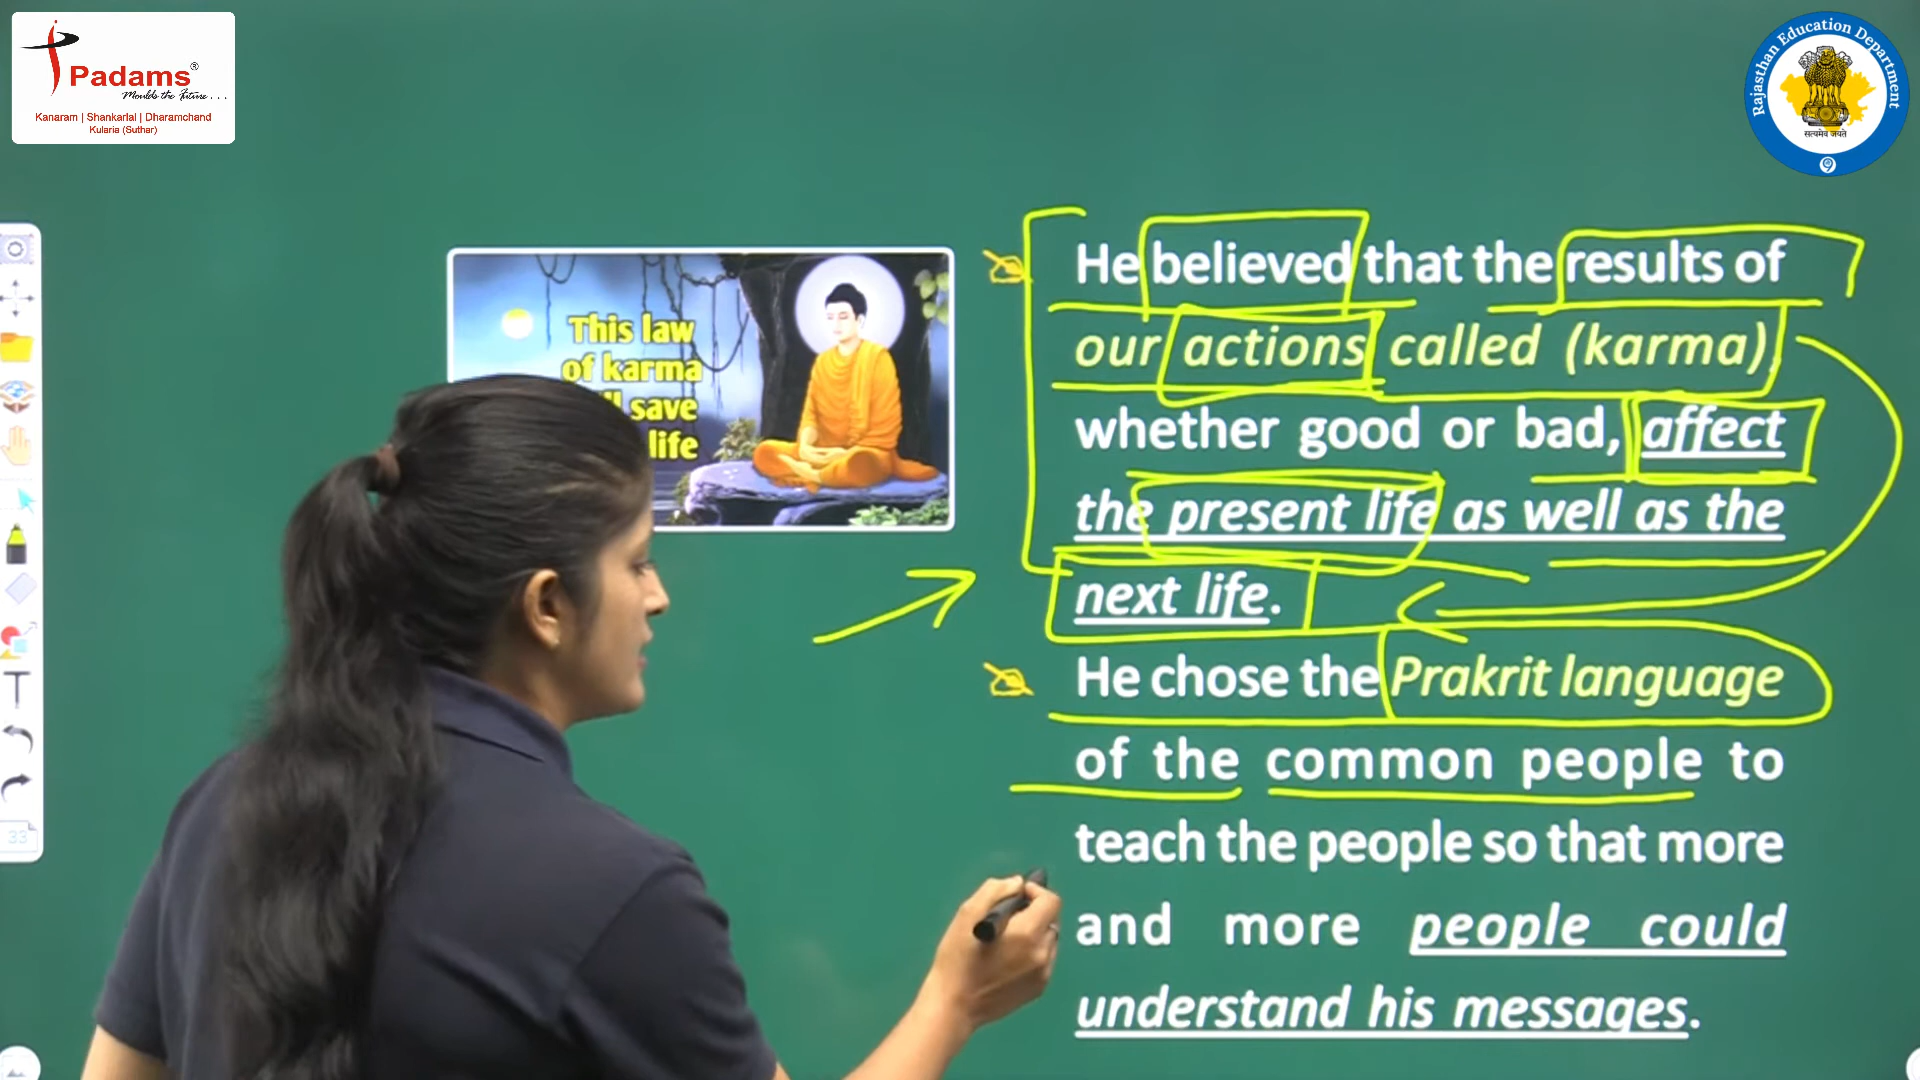 Padams®
Moulds the Future . . .
Kanaram | Shankarlal | Dharamchand
Kularia (Suthar)
Rajasthan Education Department
सत्यमेव जयते
This law
of karma
save
life
He believed that the results of
our actions called (karma),
whether good or bad, affect
the present life as well as the
next life.
He chose the Prakrit language
of the common people to
teach the people so that more
and more people could
understand his messages.
T
33